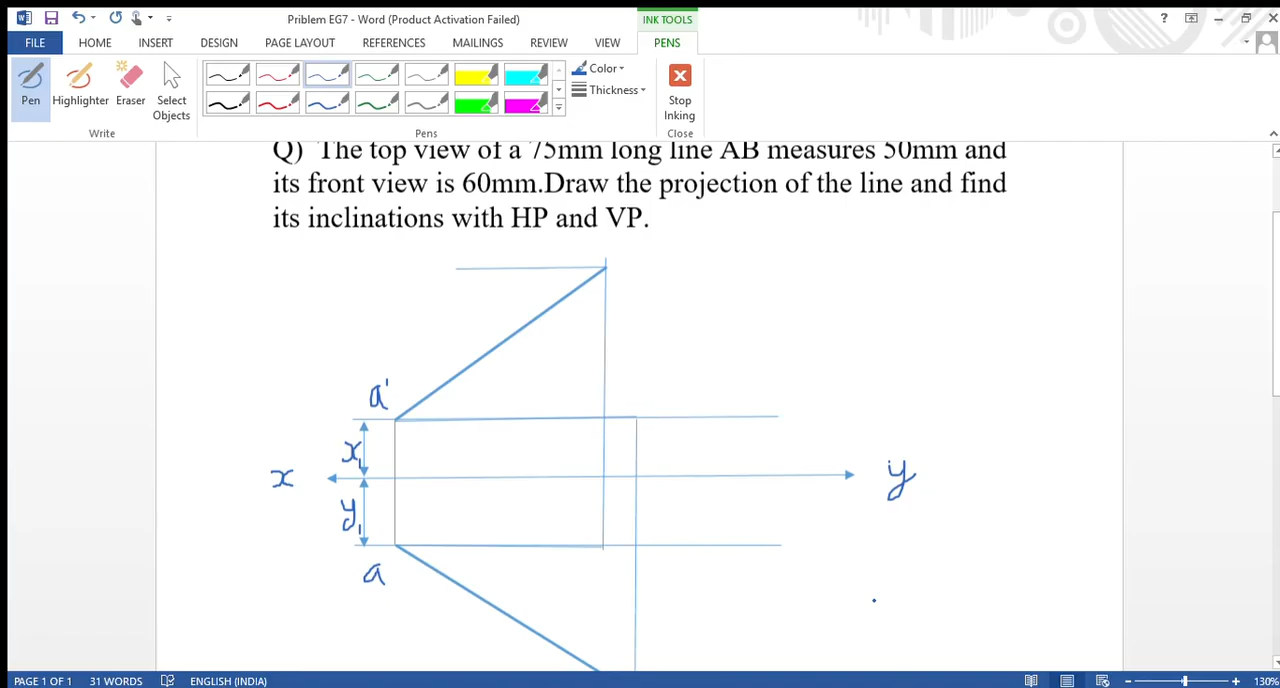 Priblem EG7 - Word (Product Activation Failed)
INK TOOLS
?
FILE HOME INSERT DESIGN PAGE LAYOUT REFERENCES MAILINGS REVIEW VIEW PENS
Pen Highlighter Eraser Select Objects
Color
Thickness
Stop Inking
Write Pens Close
Q) The top view of a 75mm long line AB measures 50mm and
its front view is 60mm.Draw the projection of the line and find
its inclinations with HP and VP.
a'
x1
x y
y1
a
PAGE 1 OF 1 31 WORDS ENGLISH (INDIA) 130%